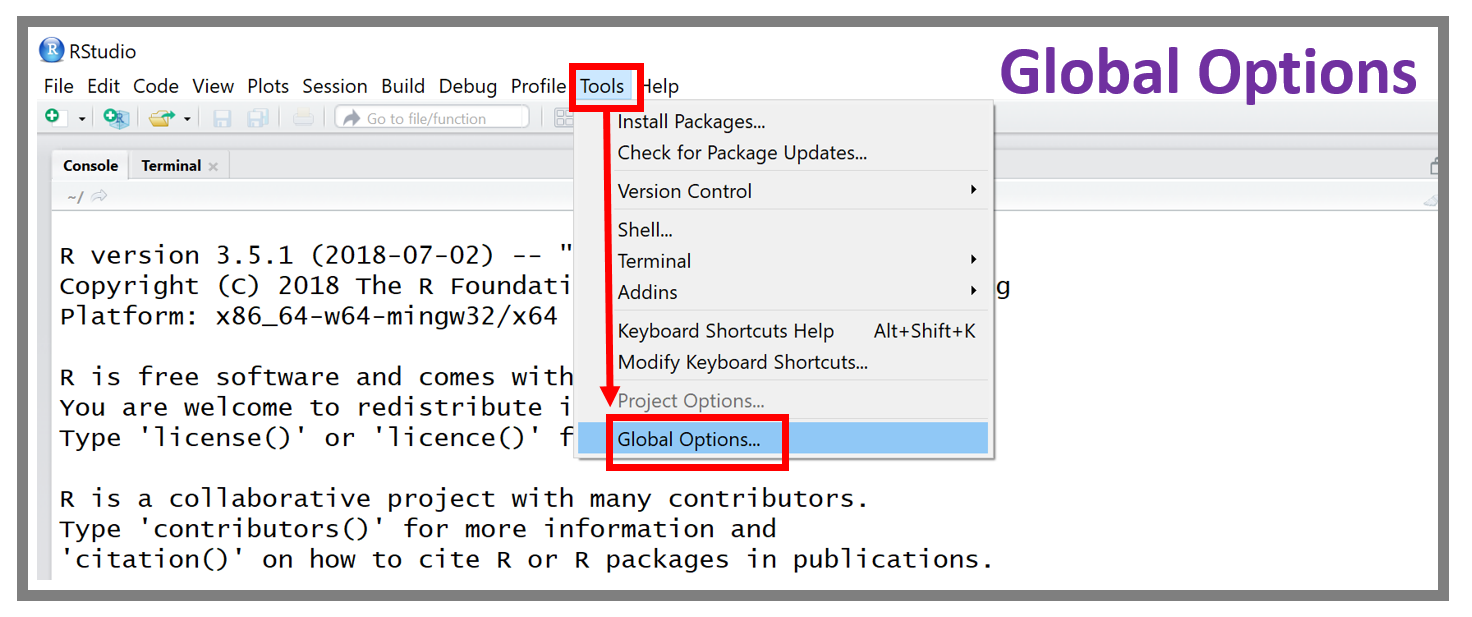 RStudio
Global Options
File Edit Code View Plots Session Build Debug Profile Tools Help
Go to file/function
Install Packages...
Check for Package Updates...
Console Terminal
Version Control
~/
Shell...
R version 3.5.1 (2018-07-02) -- "
Terminal
Copyright (C) 2018 The R Foundati g
Addins
Platform: x86_64-w64-mingw32/x64
Keyboard Shortcuts Help Alt+Shift+K
Modify Keyboard Shortcuts...
R is free software and comes with
Project Options...
You are welcome to redistribute i
Type 'license()' or 'licence()' f
Global Options...
R is a collaborative project with many contributors.
Type 'contributors()' for more information and
'citation()' on how to cite R or R packages in publications.